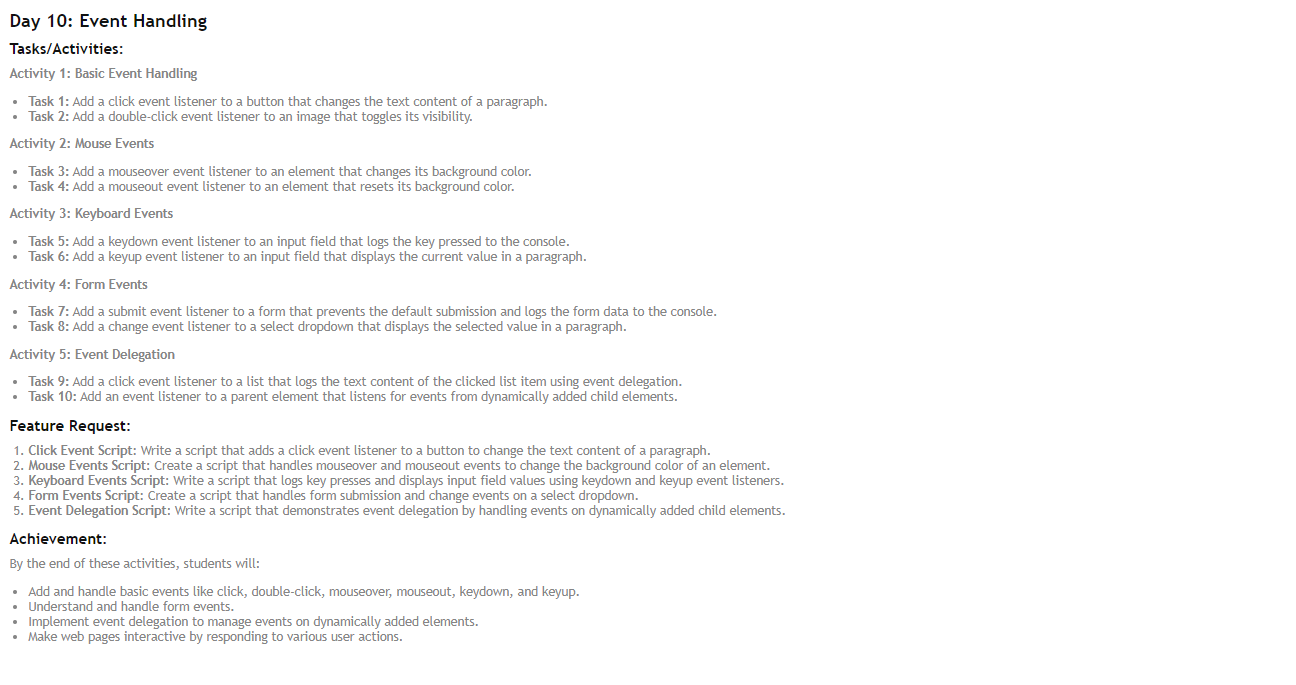 Day 10: Event Handling
Tasks/Activities:
Activity 1: Basic Event Handling
• Task 1: Add a click event listener to a button that changes the text content of a paragraph.
• Task 2: Add a double-click event listener to an image that toggles its visibility.
Activity 2: Mouse Events
• Task 3: Add a mouseover event listener to an element that changes its background color.
• Task 4: Add a mouseout event listener to an element that resets its background color.
Activity 3: Keyboard Events
• Task 5: Add a keydown event listener to an input field that logs the key pressed to the console.
• Task 6: Add a keyup event listener to an input field that displays the current value in a paragraph.
Activity 4: Form Events
• Task 7: Add a submit event listener to a form that prevents the default submission and logs the form data to the console.
• Task 8: Add a change event listener to a select dropdown that displays the selected value in a paragraph.
Activity 5: Event Delegation
• Task 9: Add a click event listener to a list that logs the text content of the clicked list item using event delegation.
• Task 10: Add an event listener to a parent element that listens for events from dynamically added child elements.
Feature Request:
1. Click Event Script: Write a script that adds a click event listener to a button to change the text content of a paragraph.
2. Mouse Events Script: Create a script that handles mouseover and mouseout events to change the background color of an element.
3. Keyboard Events Script: Write a script that logs key presses and displays input field values using keydown and keyup event listeners.
4. Form Events Script: Create a script that handles form submission and change events on a select dropdown.
5. Event Delegation Script: Write a script that demonstrates event delegation by handling events on dynamically added child elements.
Achievement:
By the end of these activities, students will:
• Add and handle basic events like click, double-click, mouseover, mouseout, keydown, and keyup.
• Understand and handle form events.
• Implement event delegation to manage events on dynamically added elements.
• Make web pages interactive by responding to various user actions.